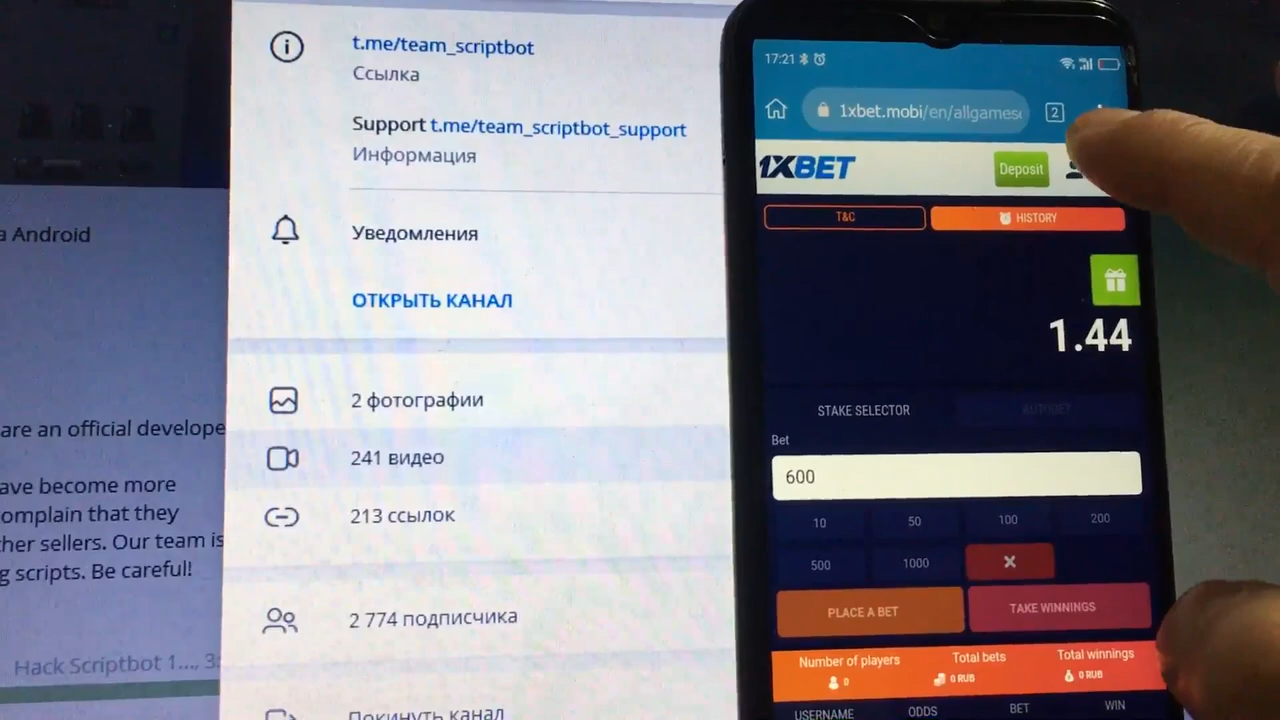 a Android
are an official develope
ave become more
omplain that they
her sellers. Our team is
g scripts. Be careful!
Hack Scriptbot 1..., 3:
t.me/team_scriptbot
Ссылка
Support t.me/team_scriptbot_support
Информация
Уведомления
ОТКРЫТЬ КАНАЛ
2 фотографии
241 видео
213 ссылок
2 774 подписчика
Покинуть канал
17:21
1xbet.mobi/en/allgames
2
1XBET
Deposit
T&C
HISTORY
1.44
STAKE SELECTOR
AUTOBET
Bet
600
10 50 100 200
500 1000
PLACE A BET
TAKE WINNINGS
Number of players Total bets Total winnings
0 0 RUB 0 RUB
USERNAME ODDS BET WIN